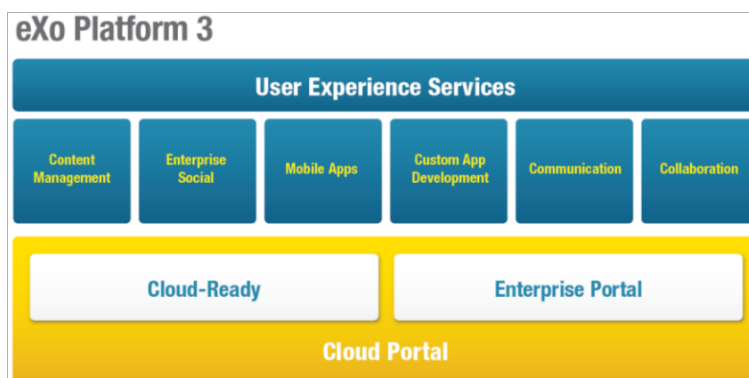 eXo Platform 3
User Experience Services
Content
Management
Enterprise
Social
Mobile Apps
Custom App
Development
Communication
Collaboration
Cloud-Ready
Enterprise Portal
Cloud Portal